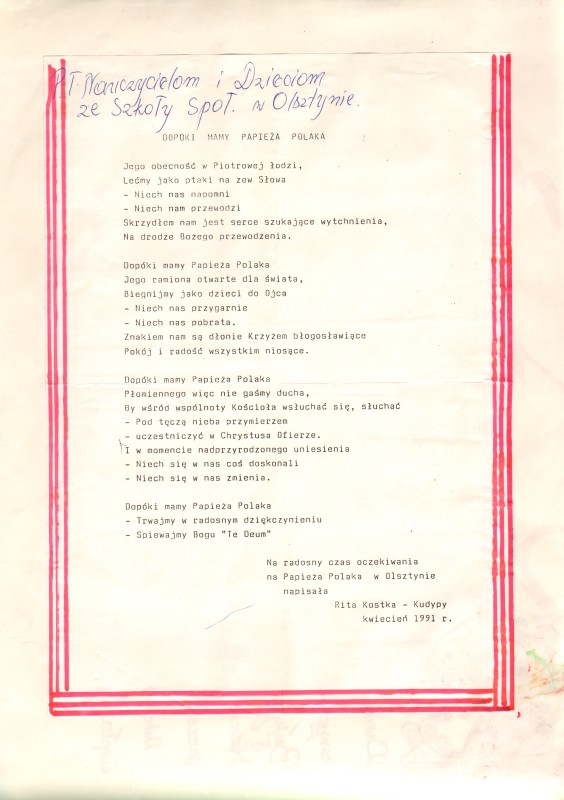 P.T. Nauczycielom i Dzieciom
ze Szkoły Społ. w Olsztynie.
DOPOKI MAMY PAPIEŻA POLAKA
Jego obecność w Piotrowej łodzi,
Lećmy jako ptaki na zew Słowa
- Niech nas napomni
- Niech nam przewodzi
Skrzydłem nam jest serce szukające wytchnienia,
Na drodze Bożego przewodzenia.
Dopóki mamy Papieża Polaka
Jego ramiona otwarte dla świata,
Biegnijmy jako dzieci do Ojca
- Niech nas przygarnie
- Niech nas pobrata.
Znakiem nam są dłonie Krzyżem błogosławiące
Pokój i radość wszystkim niosące.
Dopóki mamy Papieża Polaka
Płomiennego więc nie gaśmy ducha,
By wśród wspólnoty Kościoła wsłuchać się, słuchać
- Pod tęczą nieba przymierzem
- uczestniczyć w Chrystusa Ofierze.
I w momencie nadprzyrodzonego uniesienia
- Niech się w nas coś doskonali
- Niech się w nas zmienia.
Dopóki mamy Papieża Polaka
- Trwajmy w radosnym dziękczynieniu
- Spiewajmy Bogu "Te Deum"
Na radosny czas oczekiwania
na Papieża Polaka w Olsztynie
napisała
Rita Kostka - Kudypy
kwiecień 1991 r.